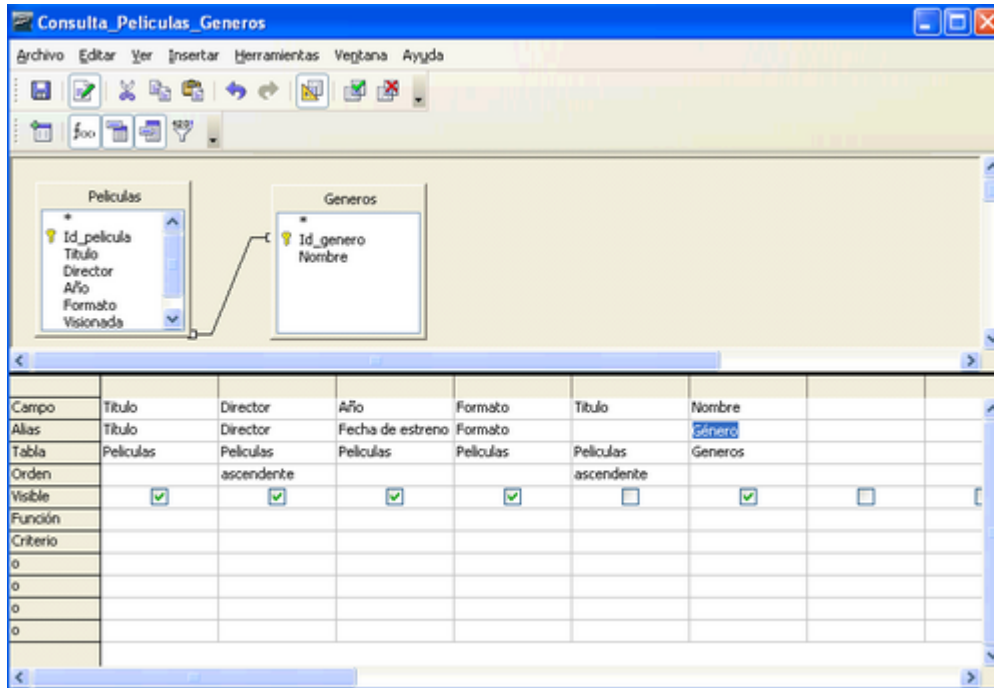 Consulta_Peliculas_Generos
Archivo Editar Ver Insertar Herramientas Ventana Ayuda
Peliculas
*
Id_pelicula
Titulo
Director
Año
Formato
Visionada
Generos
*
Id_genero
Nombre
Campo Titulo Director Año Formato Titulo Nombre
Alias Título Director Fecha de estreno Formato Género
Tabla Peliculas Peliculas Peliculas Peliculas Peliculas Generos
Orden ascendente ascendente
Visible
Función
Criterio
o
o
o
o